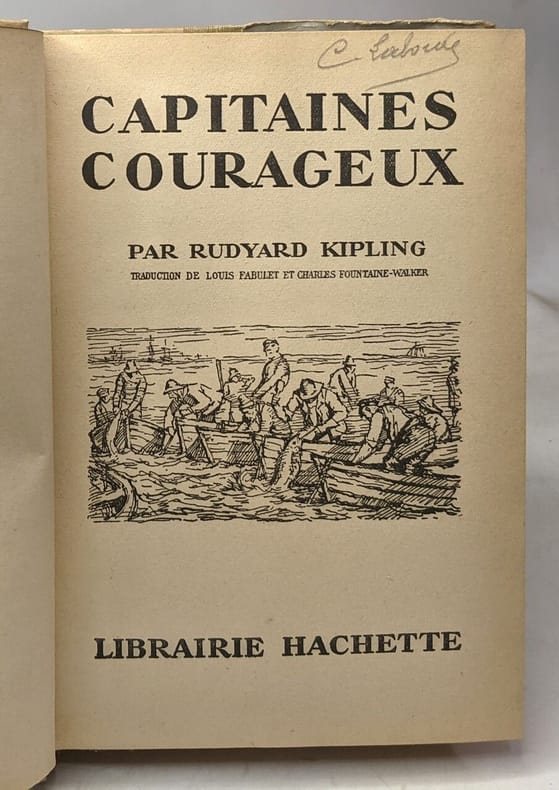 CAPITAINES
COURAGEUX
PAR RUDYARD KIPLING
TRADUCTION DE LOUIS FABULET ET CHARLES FOUNTAINE-WALKER
LIBRAIRIE HACHETTE